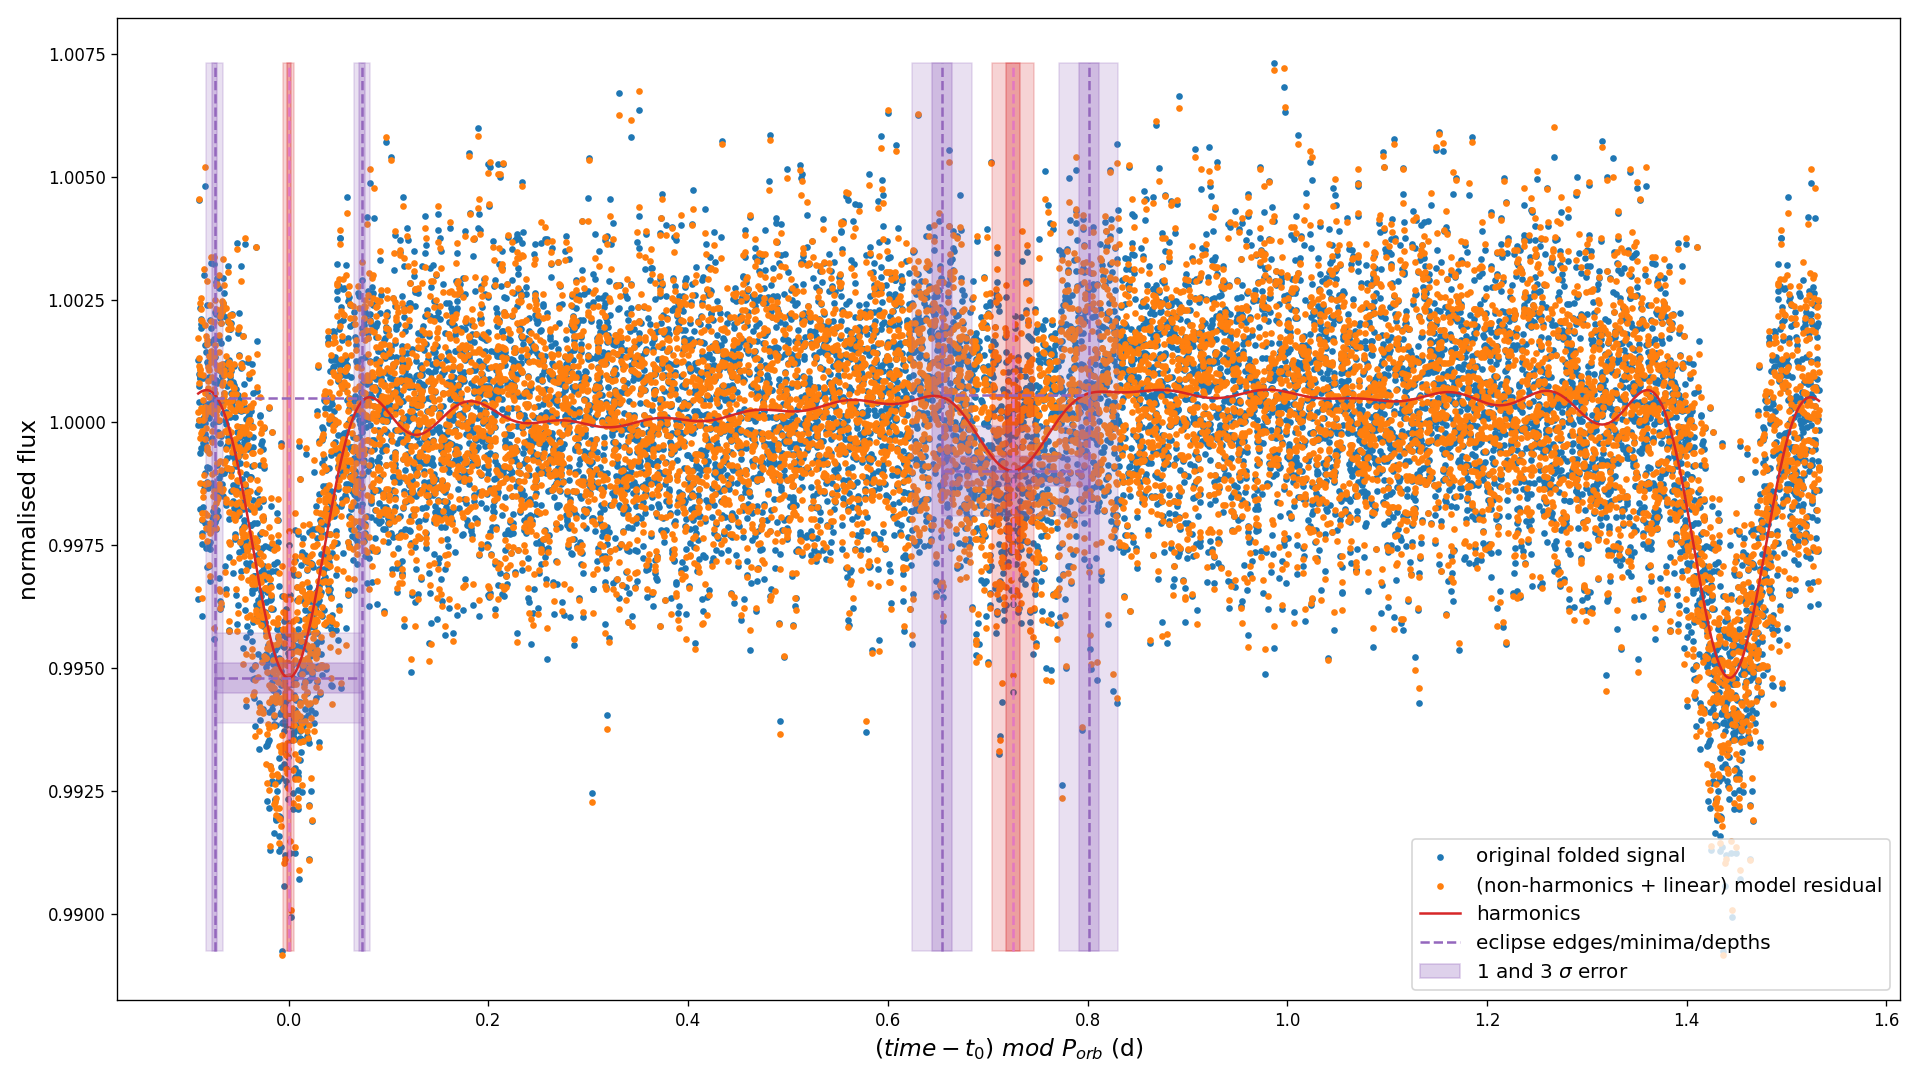 normalised flux
1.0075
1.0050
1.0025
1.0000
0.9975
0.9950
0.9925
0.9900
0.0 0.2 0.4 0.6 0.8 1.0 1.2 1.4 1.6
(time − t₀) mod Pₒᵣb (d)
original folded signal
(non-harmonics + linear) model residual
harmonics
eclipse edges/minima/depths
1 and 3 σ error